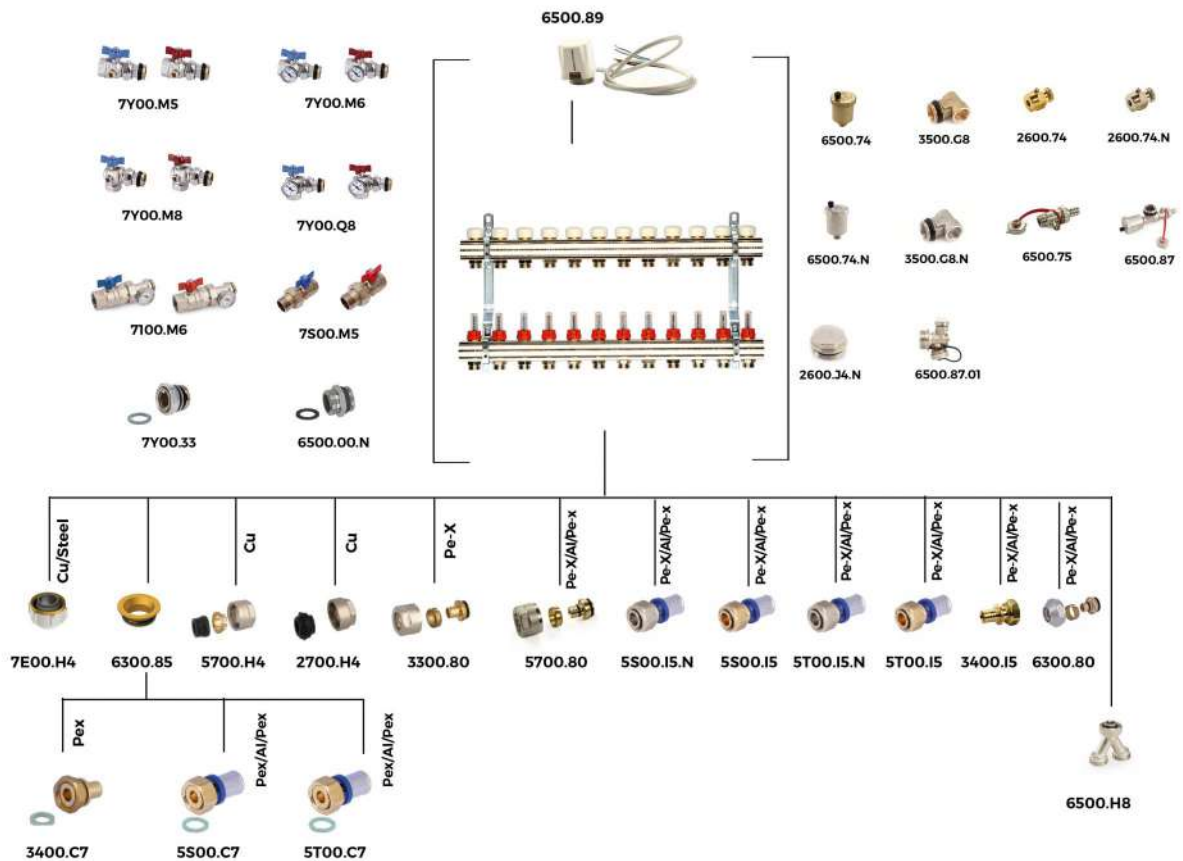 6500.89
7Y00.M5
7Y00.M6
6500.74
3500.G8
2600.74
2600.74.N
7Y00.M8
7Y00.Q8
6500.74.N
3500.G8.N
6500.75
6500.87
7100.M6
7S00.M5
2600.J4.N
6500.87.01
7Y00.33
6500.00.N
Cu/Steel
Cu
Cu
Pe-X
Pe-X/Al/Pe-x
Pe-X/Al/Pe-x
Pe-X/Al/Pe-x
Pe-X/Al/Pe-x
Pe-X/Al/Pe-x
Pe-X/Al/Pe-x
Pe-X/Al/Pe-x
7E00.H4
6300.85
5700.H4
2700.H4
3300.80
5700.80
5S00.I5.N
5S00.I5
5T00.I5.N
5T00.I5
3400.I5
6300.80
Pex
Pex/Al/Pex
Pex/Al/Pex
6500.H8
3400.C7
5S00.C7
5T00.C7